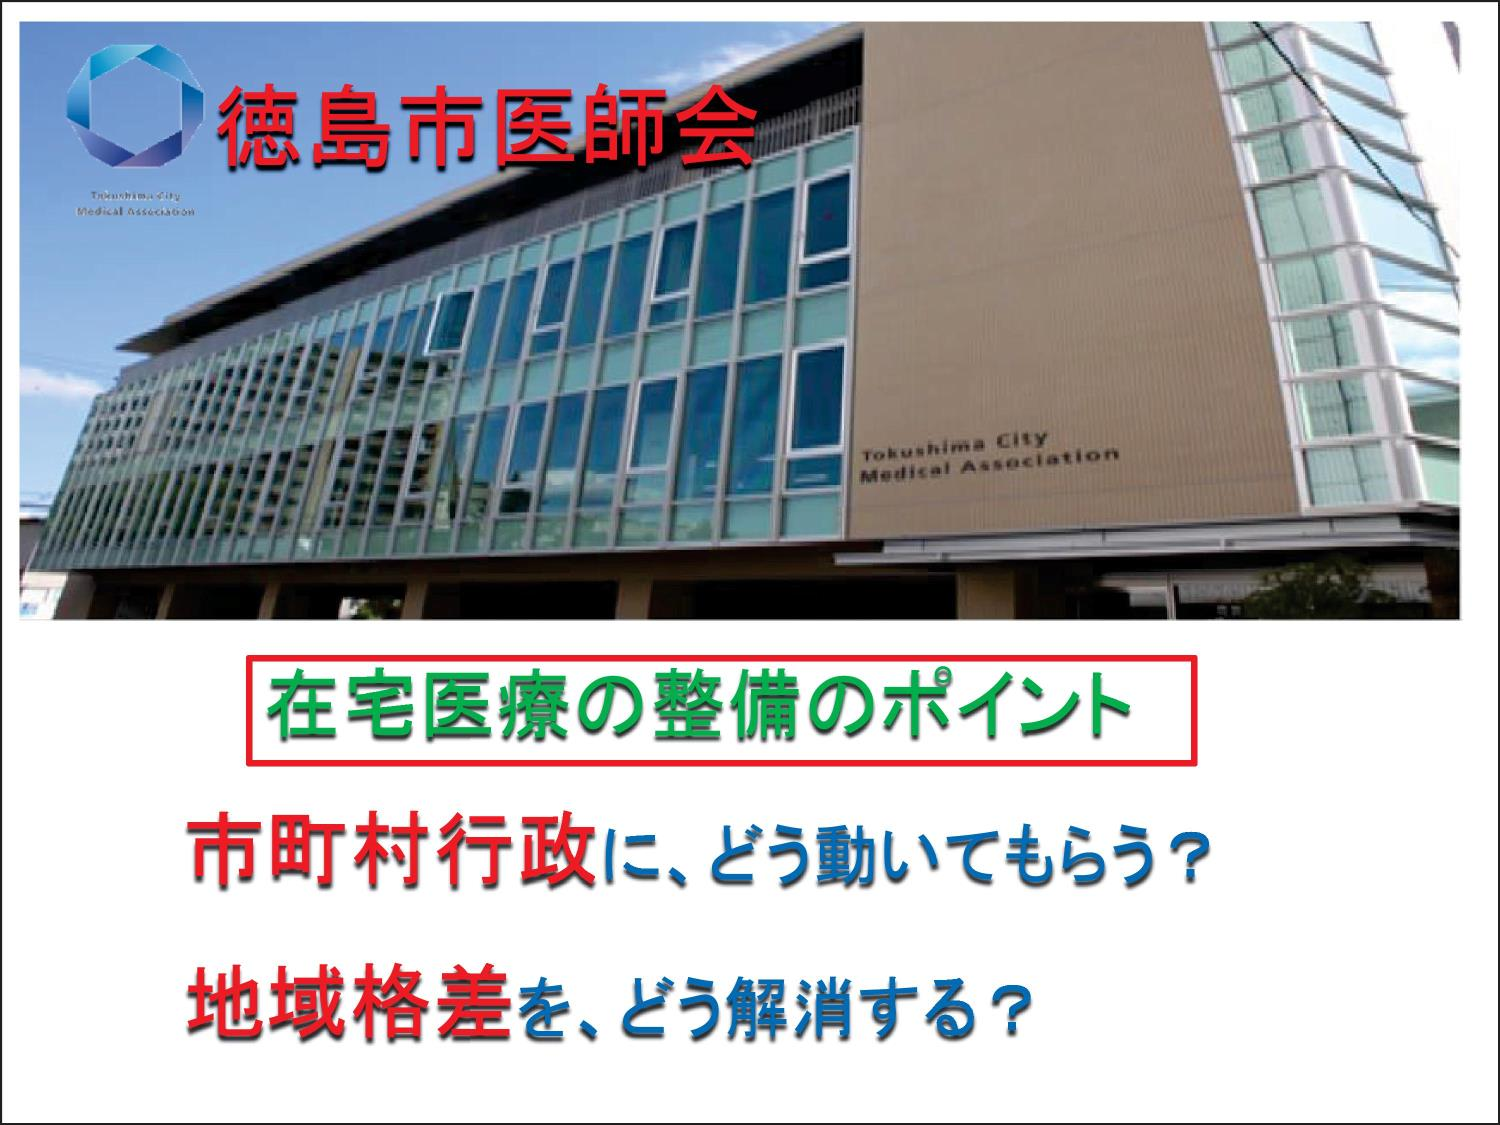 徳島市医師会
Tokushima City
Medical Association
Tokushima City
Medical Association
在宅医療の整備のポイント
市町村行政に、どう動いてもらう？
地域格差を、どう解消する？